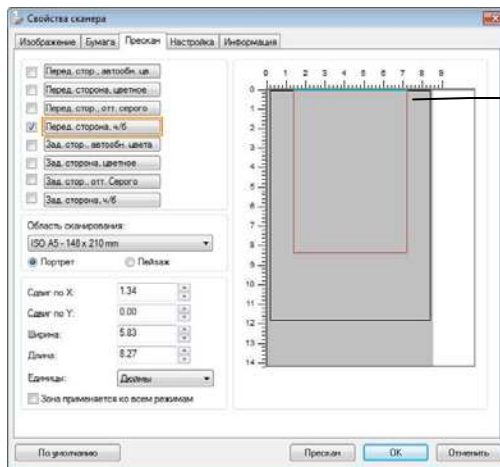 Свойства сканера
Изображение Бумага Прескан Настройка Информация
Перед. стор., автообн. цв.
Перед. сторона, цветное
Перед. сторона, отт. серого
Перед. сторона, ч/б
Зад. стор., автообн. цвета
Зад. сторона, цветное
Зад. стор., отт. Серого
Зад. сторона, ч/б
Область сканирования:
ISO A5 - 148 x 210 mm
Портрет Пейзаж
Сдвиг по X: 1.34
Сдвиг по Y: 0.00
Ширина: 5.83
Длина: 8.27
Единицы: Дюймы
Зона применяется ко всем режимам
0 1 2 3 4 5 6 7 8 9
0
1
2
3
4
5
6
7
8
9
10
11
12
13
14
По умолчанию Прескан OK Отменить